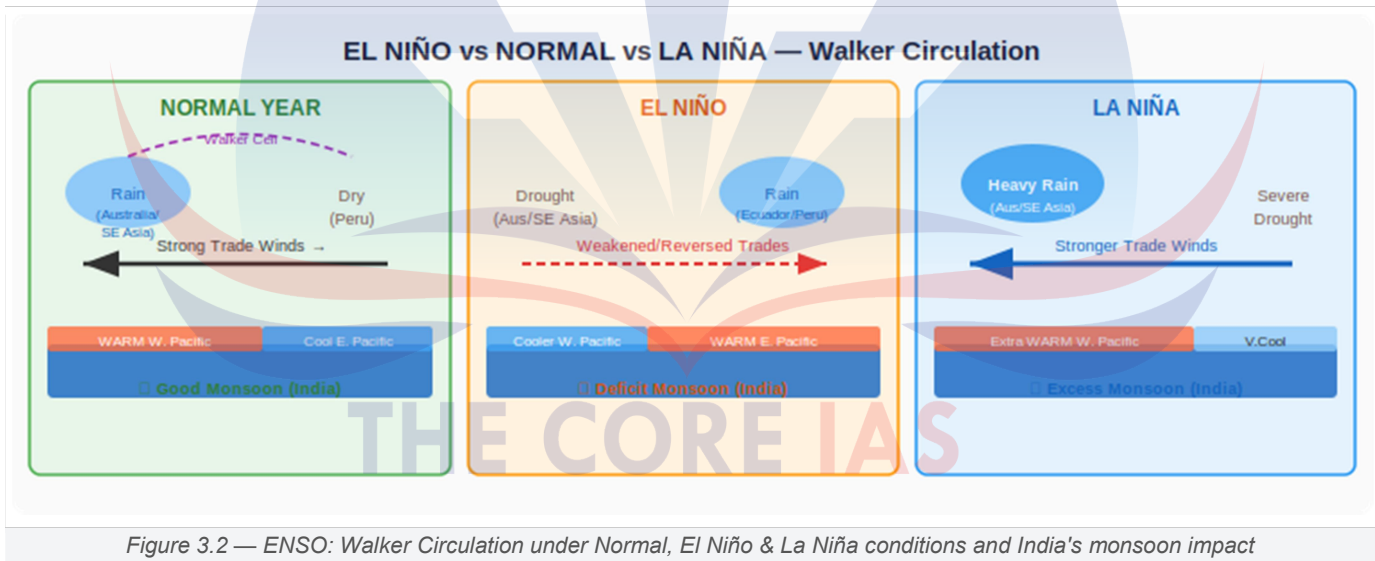 EL NIÑO vs NORMAL vs LA NIÑA — Walker Circulation
NORMAL YEAR
Walker Cell
Rain
(Australia/
SE Asia)
Dry
(Peru)
Strong Trade Winds →
WARM W. Pacific
Cool E. Pacific
Good Monsoon (India)
EL NIÑO
Drought
(Aus/SE Asia)
Rain
(Ecuador/Peru)
Weakened/Reversed Trades
Cooler W. Pacific
WARM E. Pacific
Deficit Monsoon (India)
LA NIÑA
Heavy Rain
(Aus/SE Asia)
Severe
Drought
Stronger Trade Winds
Extra WARM W. Pacific
V.Cool
Excess Monsoon (India)
THE CORE IAS
Figure 3.2 — ENSO: Walker Circulation under Normal, El Niño & La Niña conditions and India's monsoon impact